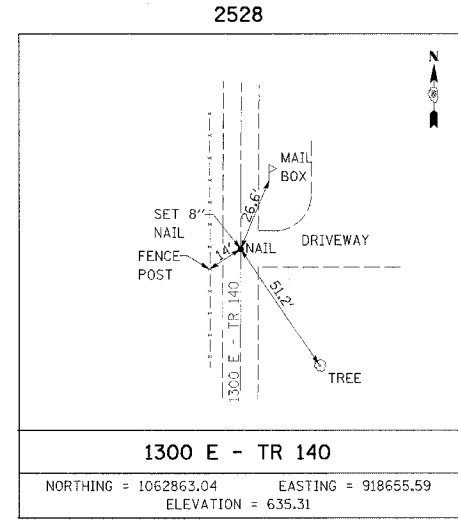 2528
N
MAIL
BOX
26.6'
SET 8"
NAIL
NAIL
DRIVEWAY
14'
FENCE
POST
51.2'
1300 E - TR 140
TREE
1300 E - TR 140
NORTHING = 1062863.04 EASTING = 918655.59
ELEVATION = 635.31